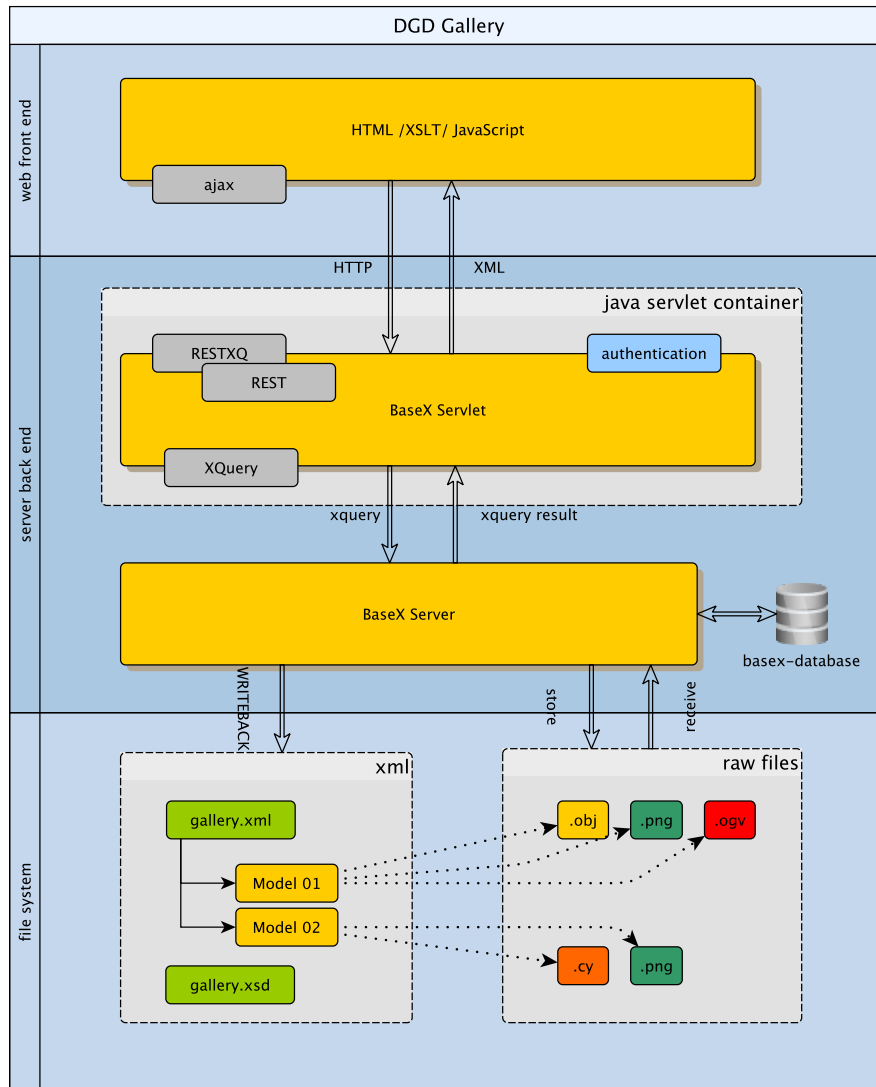 DGD Gallery
web front end
HTML /XSLT/ JavaScript
ajax
HTTP
XML
server back end
java servlet container
RESTXQ
REST
authentication
BaseX Servlet
XQuery
xquery
xquery result
BaseX Server
basex-database
WRITEBACK
store
receive
file system
xml
raw files
gallery.xml
.obj
.png
.ogv
Model 01
Model 02
.cy
.png
gallery.xsd